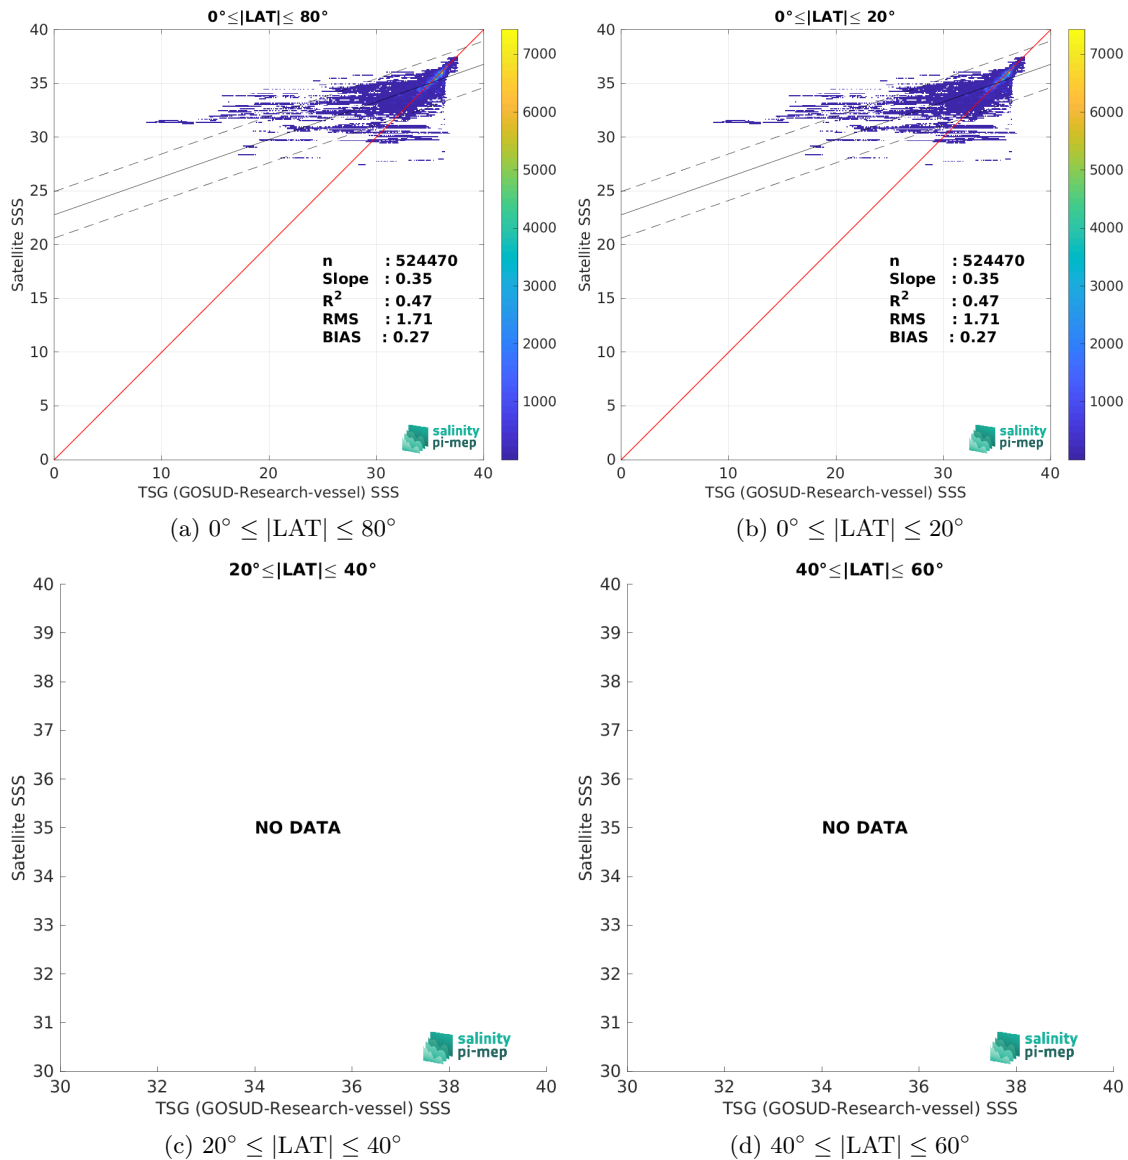 0°≤|LAT|≤ 80°
40
35
30
25
20
15
10
5
0
Satellite SSS
0
10
20
30
40
TSG (GOSUD-Research-vessel) SSS
n : 524470
Slope : 0.35
R² : 0.47
RMS : 1.71
BIAS : 0.27
salinity
pi-mep
7000
6000
5000
4000
3000
2000
1000
(a) 0° ≤ |LAT| ≤ 80°
0°≤|LAT|≤ 20°
40
35
30
25
20
15
10
5
0
Satellite SSS
0
10
20
30
40
TSG (GOSUD-Research-vessel) SSS
n : 524470
Slope : 0.35
R² : 0.47
RMS : 1.71
BIAS : 0.27
salinity
pi-mep
7000
6000
5000
4000
3000
2000
1000
(b) 0° ≤ |LAT| ≤ 20°
20°≤|LAT|≤ 40°
40
39
38
37
36
35
34
33
32
31
30
Satellite SSS
NO DATA
salinity
pi-mep
30
32
34
36
38
40
TSG (GOSUD-Research-vessel) SSS
(c) 20° ≤ |LAT| ≤ 40°
40°≤|LAT|≤ 60°
40
39
38
37
36
35
34
33
32
31
30
Satellite SSS
NO DATA
salinity
pi-mep
30
32
34
36
38
40
TSG (GOSUD-Research-vessel) SSS
(d) 40° ≤ |LAT| ≤ 60°